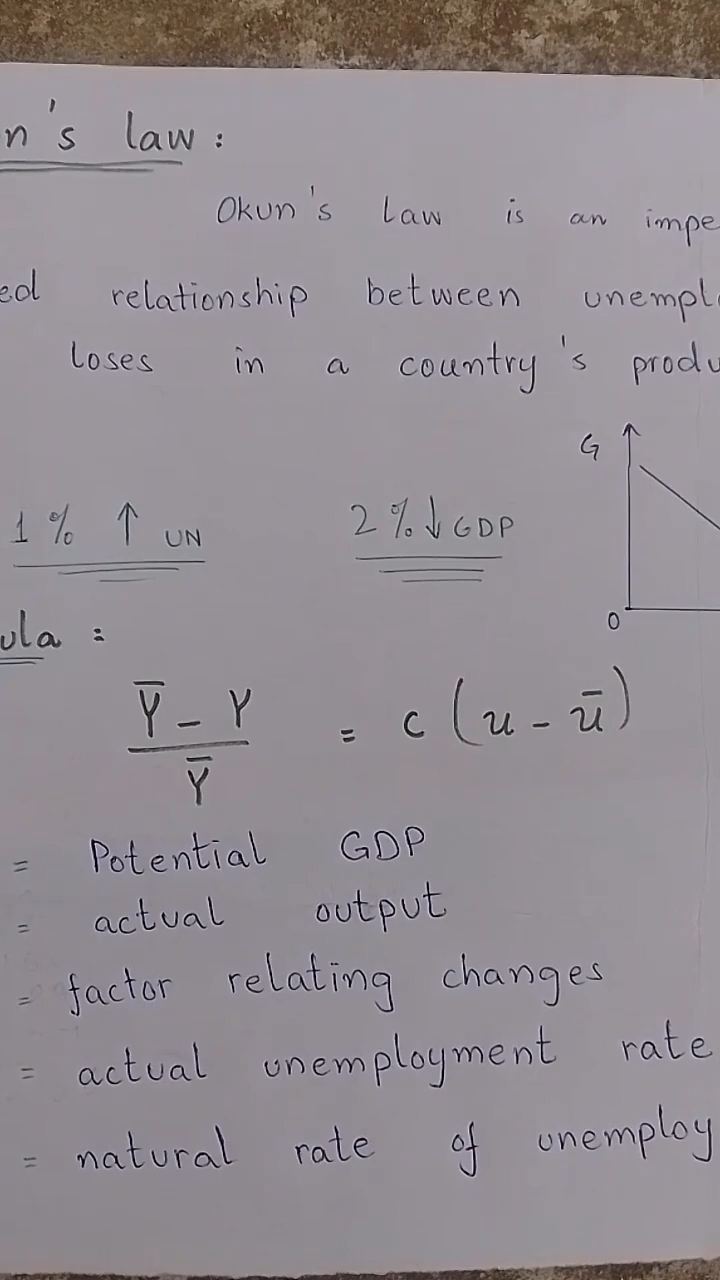 n's law:
Okun's Law is an impe
ed relationship between unempl
loses in a country's produ
G
1% ↑ UN 2% ↓ GDP
0
ula :
Y̅ - Y / Y̅ = c (u - u̅)
= Potential GDP
= actual output
= factor relating changes
= actual unemployment rate
= natural rate of unemploy